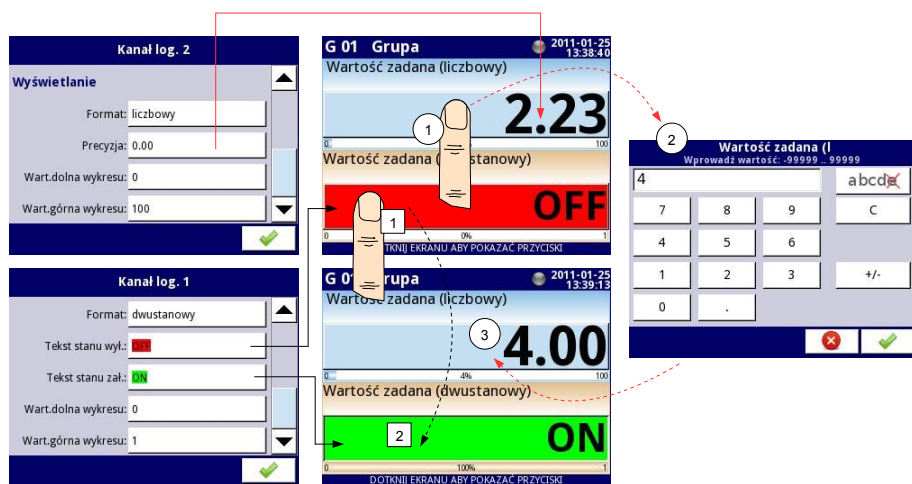 Kanał log. 2
Wyświetlanie
Format: liczbowy
Precyzja: 0.00
Wart.dolna wykresu: 0
Wart.górna wykresu: 100
G 01 Grupa
2011-01-25
13:38:40
Wartość zadana (liczbowy)
1
2.23
0 100
Wartość zadana ( stanowy)
OFF
1
0 0% 1
OTKNIJ EKRANU ABY POKAZAĆ PRZYCISKI
2
Wartość zadana (l
Wprowadź wartość: -99999 .. 99999
4
abcde
7 8 9 C
4 5 6
1 2 3 +/-
0 .
Kanał log. 1
Format: dwustanowy
Tekst stanu wył.: OFF
Tekst stanu zał.: ON
Wart.dolna wykresu: 0
Wart.górna wykresu: 1
G 01 Grupa
2011-01-25
13:39:13
Wartość zadana (liczbowy)
3
4.00
0 4% 100
Wartość zadana (dwustanowy)
2
ON
0 100% 1
DOTKNIJ EKRANU ABY POKAZAĆ PRZYCISKI